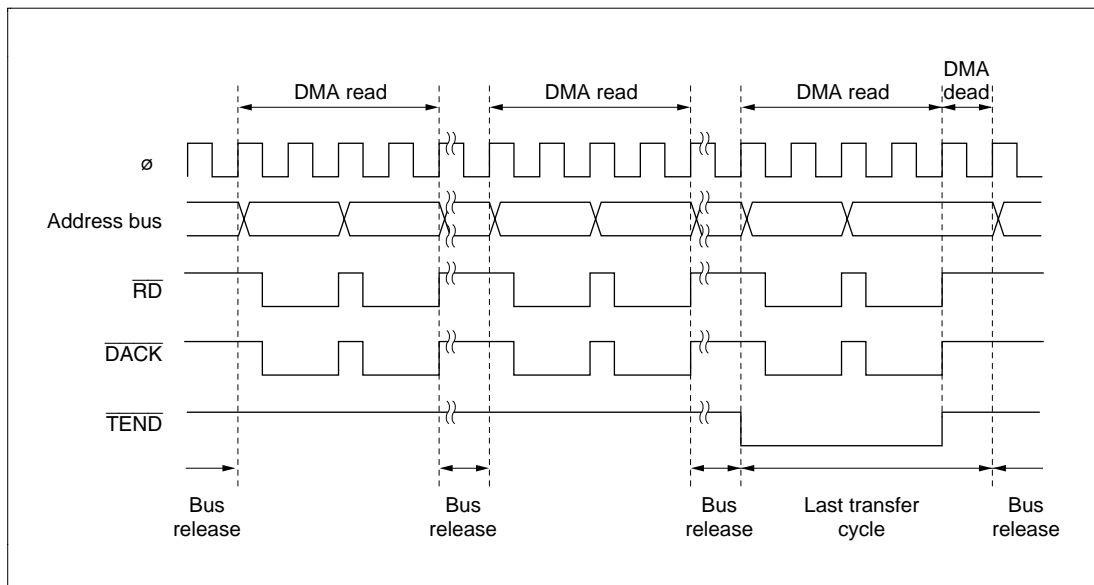 DMA
dead
DMA read
DMA read
DMA read
ø
Address bus
RD
DACK
TEND
Bus
release
Bus
release
Bus
release
Last transfer
cycle
Bus
release